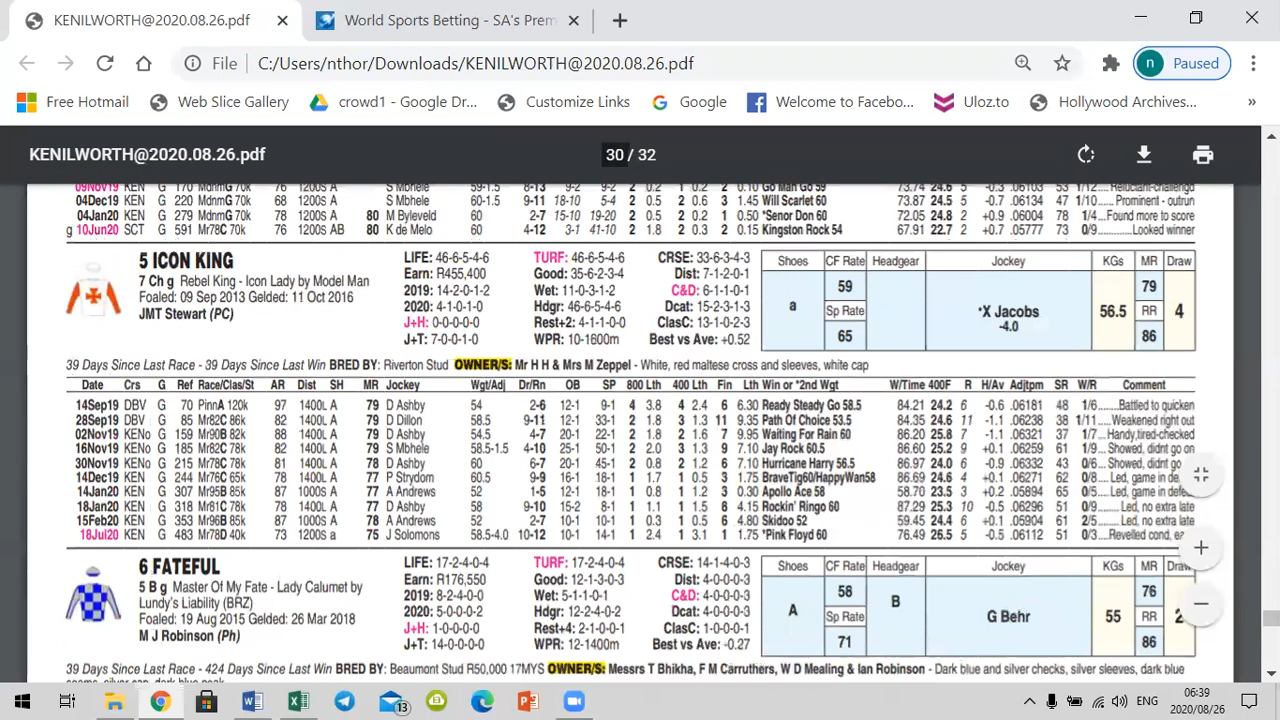 KENILWORTH@2020.08.26.pdf
World Sports Betting - SA's Prem
File C:/Users/nthor/Downloads/KENILWORTH@2020.08.26.pdf
n Paused
Free Hotmail Web Slice Gallery crowd1 - Google Dr... Customize Links Google Welcome to Facebo... Uloz.to Hollywood Archives... »
KENILWORTH@2020.08.26.pdf 30 / 32
09Nov19 KEN G 170 MdnmG 70k 76 1200S A S Mbhele 59-1.5 8-13 9-2 9-2 2 0.2 1 0.2 2 0.10 Go Man Go 59 73.74 24.6 5 -0.3 .06103 53 1/12 ... Reluctant-challengd
04Dec19 KEN G 220 MdnmG 70k 68 1200S A S Mbhele 60-1.5 9-11 18-10 5-4 2 0.4 2 0.6 3 1.45 Will Scarlet 60 73.87 24.5 5 -0.7 .06134 47 1/10 ... Prominent - outrun
04Jan20 KEN G 279 MdnmG 70k 78 1200S A 80 M Byleveld 60 2-7 15-10 19-20 2 0.5 2 0.2 1 0.50 *Senor Don 60 72.05 24.8 2 +0.9 .06004 78 1/4 ..Found more to score
g 10Jun20 SCT G 591 Mr78C 70k 76 1200S AB 80 K de Melo 60 4-12 3-1 41-10 2 1.8 2 0.3 2 0.15 Kingston Rock 54 67.91 22.7 2 +0.7 .05777 73 0/9 ........Looked winner
5 ICON KING
7 Ch g Rebel King - Icon Lady by Model Man
Foaled: 09 Sep 2013 Gelded: 11 Oct 2016
JMT Stewart (PC)
LIFE: 46-6-5-4-6 TURF: 46-6-5-4-6 CRSE: 33-6-3-4-3
Earn: R455,400 Good: 35-6-2-3-4 Dist: 7-1-2-0-1
2019: 14-2-0-1-2 Wet: 11-0-3-1-2 C&D: 6-1-1-0-1
2020: 4-1-0-1-0 Hdgr: 46-6-5-4-6 Dcat: 15-2-3-1-3
J+H: 0-0-0-0-0 Rest+2: 4-1-1-0-0 ClasC: 13-1-0-2-3
J+T: 7-0-0-1-0 WPR: 10-1600m Best vs Ave: +0.52
Shoes CF Rate Headgear Jockey KGs MR Draw
a 59 Sp Rate 65 *X Jacobs -4.0 56.5 79 RR 86 4
39 Days Since Last Race - 39 Days Since Last Win BRED BY: Riverton Stud OWNER/S: Mr H H & Mrs M Zeppel - White, red maltese cross and sleeves, white cap
Date Crs G Ref Race/Clas/St AR Dist SH MR Jockey Wgt/Adj Dr/Rn OB SP 800 Lth 400 Lth Fin Lth Win or *2nd Wgt W/Time 400F R H/Av Adjtpm SR W/R Comment
14Sep19 DBV G 70 PinnA 120k 97 1400L A 79 D Ashby 54 2-6 12-1 9-1 4 3.8 4 2.4 6 6.30 Ready Steady Go 58.5 84.21 24.2 6 -0.6 .06181 48 1/6 ......Battled to quicken
28Sep19 DBV G 85 Mr82C 86k 82 1400L A 79 D Dillon 58.5 9-11 12-1 33-1 2 1.8 3 1.3 11 9.35 Path Of Choice 53.5 84.35 24.6 11 -1.1 .06238 38 1/11 ....Weakened right out
02Nov19 KENo G 159 Mr90B 82k 88 1400L A 79 D Ashby 54.5 4-7 20-1 22-1 2 1.8 2 1.6 7 9.95 Waiting For Rain 60 86.20 25.8 7 -1.1 .06321 37 1/7 ...Handy,tired-checked
16Nov19 KENo G 185 Mr82C 78k 82 1400L A 79 S Mbhele 58.5-1.5 4-10 25-1 50-1 2 2.0 3 1.3 9 7.10 Jay Rock 60.5 86.60 25.2 9 +0.1 .06259 61 1/9 ...Showed, didnt go on
30Nov19 KENo G 215 Mr78C 78k 81 1400L A 78 D Ashby 60 6-7 20-1 45-1 2 0.8 2 1.2 6 7.10 Hurricane Harry 56.5 86.97 24.0 6 -0.9 .06332 43 0/6 ...Showed, didnt go on
14Dec19 KEN G 244 Mr76C 65k 78 1400L A 77 P Strydom 60.5 9-9 16-1 18-1 1 1.7 1 0.5 3 1.75 BraveTig60/HappyWan58 86.69 24.6 4 +0.1 .06271 62 0/8 ...Led, game in def
14Jan20 KEN G 307 Mr95B 85k 87 1000S A 77 A Andrews 52 1-5 12-1 18-1 1 0.8 1 1.2 3 0.30 Apollo Ace 58 58.70 23.5 3 +0.2 .05894 65 0/5 ...Led, game in def
18Jan20 KEN G 318 Mr71C 85k 77 1400L A 77 D Ashby 58 9-10 15-2 8-1 1 1.1 1 1.5 8 4.15 Rockin' Ringo 60 87.29 25.3 10 -0.5 .06296 51 0/9 .......Led, no extra late
15Feb20 KEN G 353 Mr96B 85k 87 1000S A 78 A Andrews 52 2-7 10-1 10-1 1 0.3 1 0.5 6 4.80 Skidoo 52 59.45 24.4 6 +0.1 .05904 61 2/5 .......Led, no extra late
18Jul20 KEN G 483 Mr78D 40k 73 1200S a 75 J Solomons 58.5-4.0 10-12 10-1 14-1 1 2.4 1 3.1 1 1.75 *Pink Floyd 60 76.49 26.5 5 -0.5 .06112 51 0/3 ...Revelled cond, ea
6 FATEFUL
5 B g Master Of My Fate - Lady Calumet by
Lundy's Liability (BRZ)
Foaled: 19 Aug 2015 Gelded: 26 Mar 2018
M J Robinson (Ph)
LIFE: 17-2-4-0-4 TURF: 17-2-4-0-4 CRSE: 14-1-4-0-3
Earn: R176,550 Good: 12-1-3-0-3 Dist: 4-0-0-0-3
2019: 8-2-4-0-0 Wet: 5-1-1-0-1 C&D: 4-0-0-0-3
2020: 5-0-0-0-2 Hdgr: 12-2-4-0-2 Dcat: 4-0-0-0-3
J+H: 1-0-0-0-0 Rest+4: 2-1-0-0-1 ClasC: 1-0-0-0-1
J+T: 14-0-0-0-0 WPR: 12-1400m Best vs Ave: -0.27
Shoes CF Rate Headgear Jockey KGs MR Draw
A 58 Sp Rate 71 B G Behr 55 76 RR 86
39 Days Since Last Race - 424 Days Since Last Win BRED BY: Beaumont Stud R50,000 17MYS OWNER/S: Messrs T Bhikha, F M Carruthers, W D Mealing & Ian Robinson - Dark blue and silver checks, silver sleeves, dark blue
13
ENG
06:39
2020/08/26